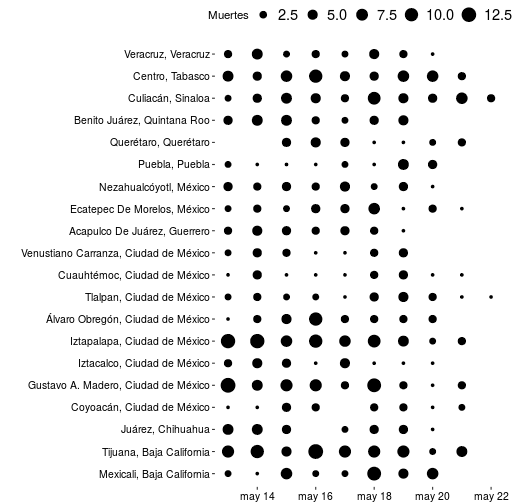 Muertes 2.5 5.0 7.5 10.0 12.5
Veracruz, Veracruz
Centro, Tabasco
Culiacán, Sinaloa
Benito Juárez, Quintana Roo
Querétaro, Querétaro
Puebla, Puebla
Nezahualcóyotl, México
Ecatepec De Morelos, México
Acapulco De Juárez, Guerrero
Venustiano Carranza, Ciudad de México
Cuauhtémoc, Ciudad de México
Tlalpan, Ciudad de México
Álvaro Obregón, Ciudad de México
Iztapalapa, Ciudad de México
Iztacalco, Ciudad de México
Gustavo A. Madero, Ciudad de México
Coyoacán, Ciudad de México
Juárez, Chihuahua
Tijuana, Baja California
Mexicali, Baja California
may 14 may 16 may 18 may 20 may 22